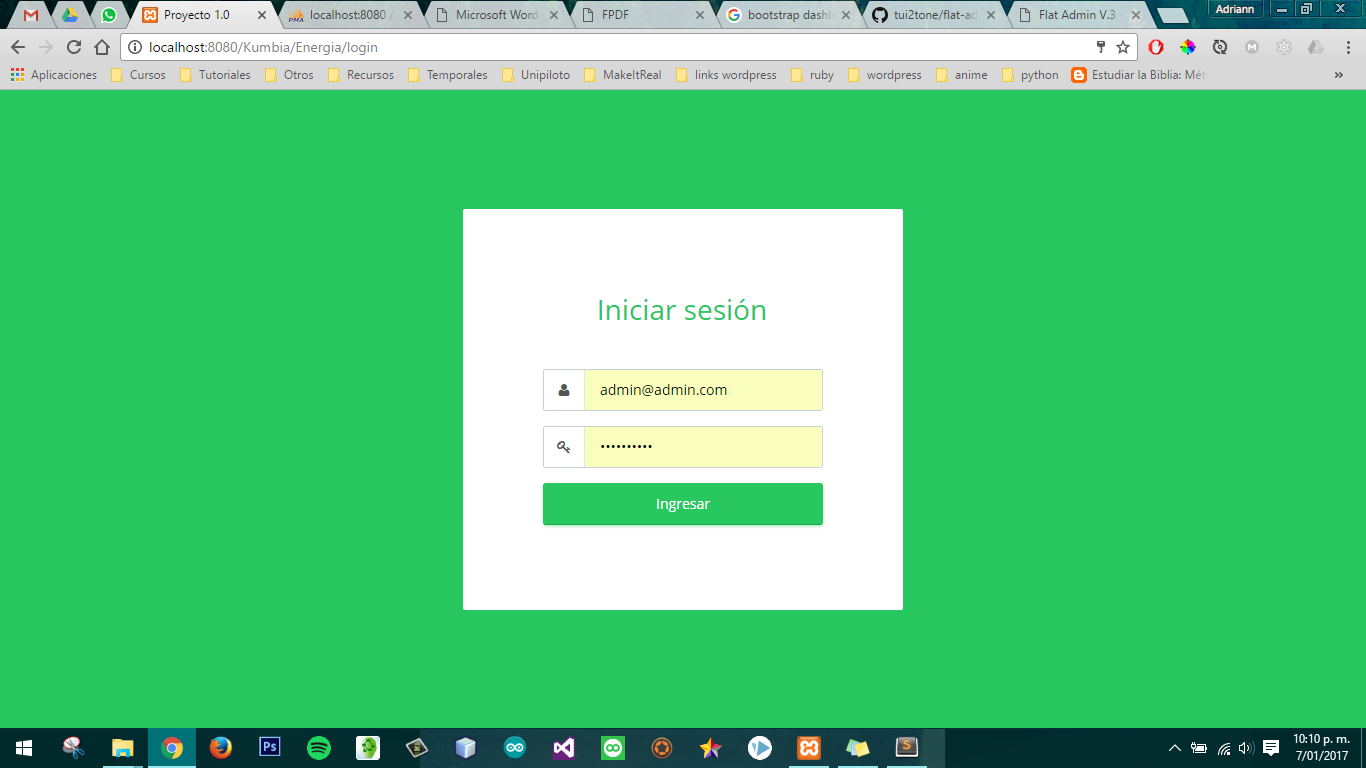 Proyecto 1.0
localhost:8080 /
Microsoft Word
FPDF
bootstrap dashb
tui2tone/flat-ad
Flat Admin V.3 -
Adriann
localhost:8080/Kumbia/Energia/login
Aplicaciones
Cursos
Tutoriales
Otros
Recursos
Temporales
Unipiloto
MakeItReal
links wordpress
ruby
wordpress
anime
python
Estudiar la Biblia: Mét
»
Iniciar sesión
admin@admin.com
••••••••••
Ingresar
10:10 p. m.
7/01/2017